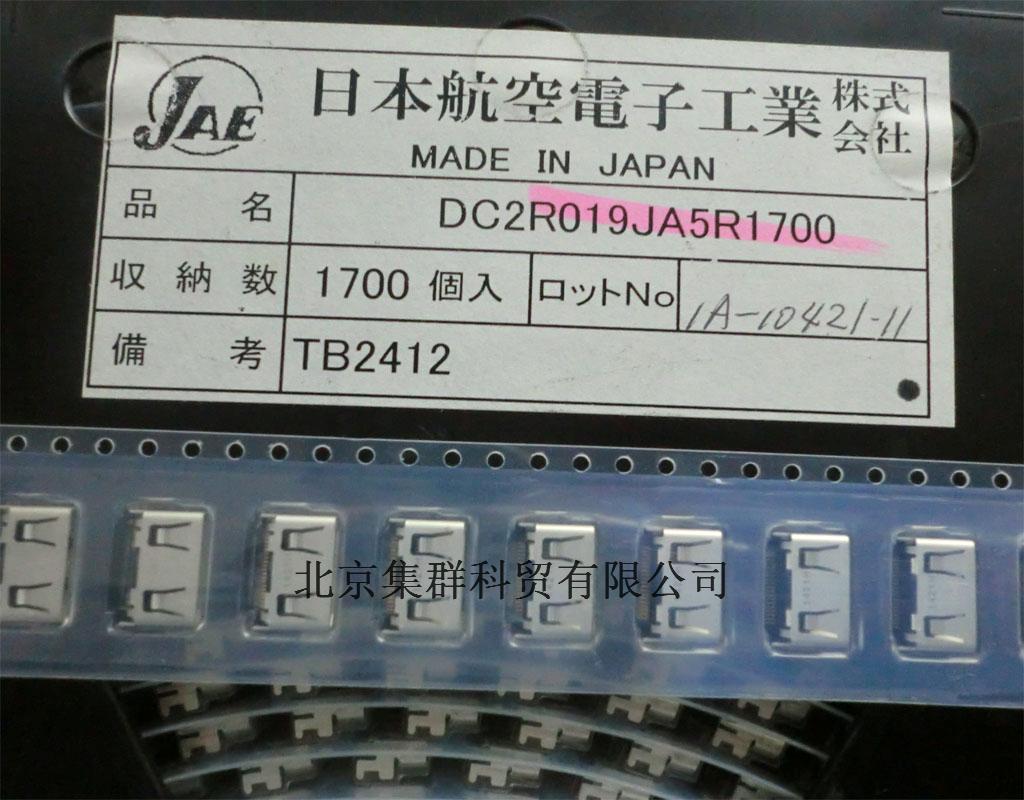 JAE
日本航空電子工業 株式会社
MADE IN JAPAN
品名 DC2R019JA5R1700
収納数 1700 個入 ロットNo 1A-10421-11
備考 TB2412
北京集群科贸有限公司